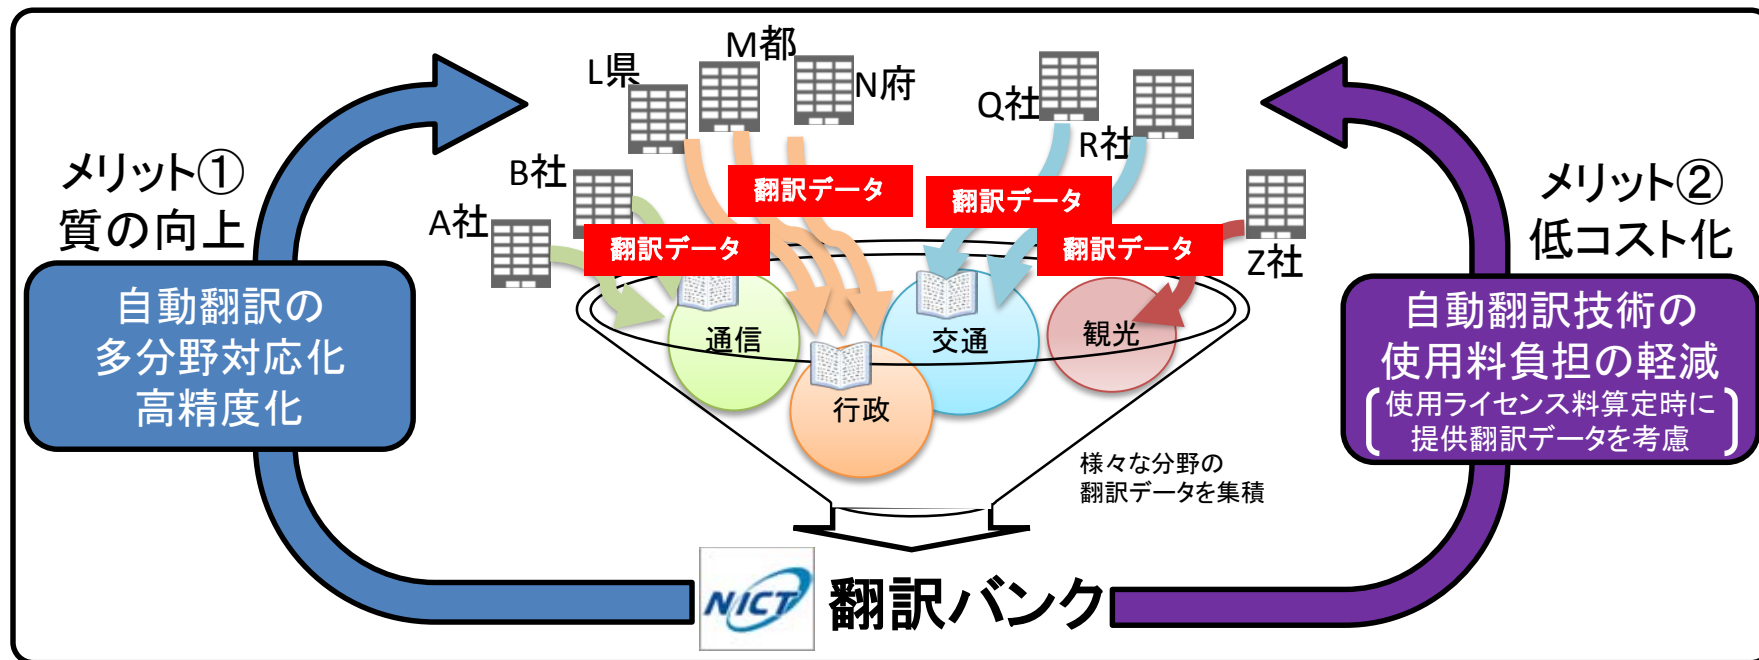 M都
L県
N府
Q社
R社
B社
A社
Z社
翻訳データ
翻訳データ
翻訳データ
翻訳データ
メリット①
質の向上
自動翻訳の
多分野対応化
高精度化
メリット②
低コスト化
自動翻訳技術の
使用料負担の軽減
使用ライセンス料算定時に
提供翻訳データを考慮
通信
行政
交通
観光
様々な分野の
翻訳データを集積
NICT
翻訳バンク